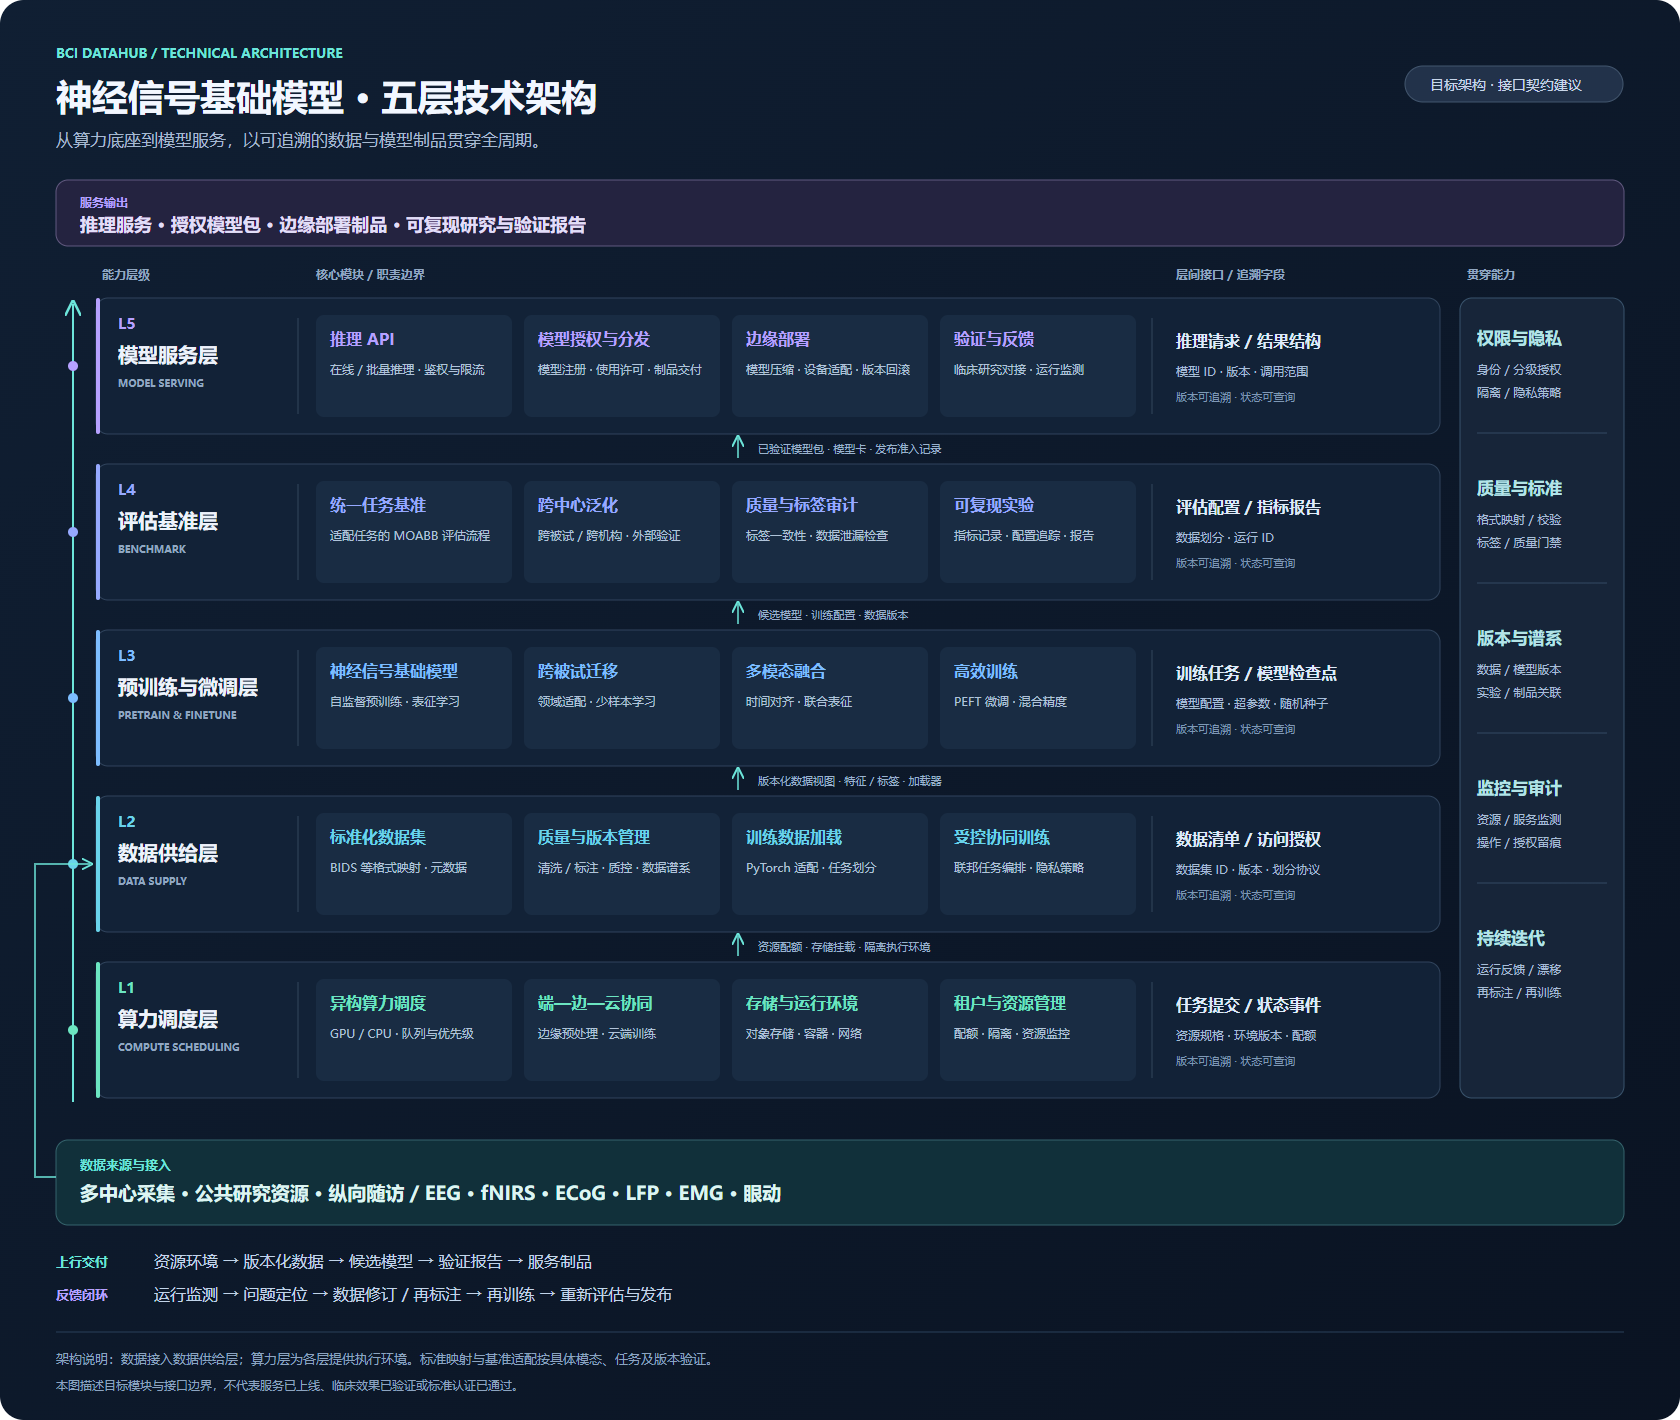 BCI DATAHUB / TECHNICAL ARCHITECTURE
神经信号基础模型 · 五层技术架构
目标架构 · 接口契约建议
从算力底座到模型服务，以可追溯的数据与模型制品贯穿全周期。
服务输出
推理服务 · 授权模型包 · 边缘部署制品 · 可复现研究与验证报告
能力层级
核心模块 / 职责边界
层间接口 / 追溯字段
贯穿能力
L5
模型服务层
MODEL SERVING
推理 API
在线 / 批量推理 · 鉴权与限流
模型授权与分发
模型注册 · 使用许可 · 制品交付
边缘部署
模型压缩 · 设备适配 · 版本回滚
验证与反馈
临床研究对接 · 运行监测
推理请求 / 结果结构
模型 ID · 版本 · 调用范围
版本可追溯 · 状态可查询
已验证模型包 · 模型卡 · 发布准入记录
L4
评估基准层
BENCHMARK
统一任务基准
适配任务的 MOABB 评估流程
跨中心泛化
跨被试 / 跨机构 · 外部验证
质量与标签审计
标签一致性 · 数据泄漏检查
可复现实验
指标记录 · 配置追踪 · 报告
评估配置 / 指标报告
数据划分 · 运行 ID
版本可追溯 · 状态可查询
候选模型 · 训练配置 · 数据版本
L3
预训练与微调层
PRETRAIN & FINETUNE
神经信号基础模型
自监督预训练 · 表征学习
跨被试迁移
领域适配 · 少样本学习
多模态融合
时间对齐 · 联合表征
高效训练
PEFT 微调 · 混合精度
训练任务 / 模型检查点
模型配置 · 超参数 · 随机种子
版本可追溯 · 状态可查询
版本化数据视图 · 特征 / 标签 · 加载器
L2
数据供给层
DATA SUPPLY
标准化数据集
BIDS 等格式映射 · 元数据
质量与版本管理
清洗 / 标注 · 质控 · 数据谱系
训练数据加载
PyTorch 适配 · 任务划分
受控协同训练
联邦任务编排 · 隐私策略
数据清单 / 访问授权
数据集 ID · 版本 · 划分协议
版本可追溯 · 状态可查询
资源配额 · 存储挂载 · 隔离执行环境
L1
算力调度层
COMPUTE SCHEDULING
异构算力调度
GPU / CPU · 队列与优先级
端—边—云协同
边缘预处理 · 云端训练
存储与运行环境
对象存储 · 容器 · 网络
租户与资源管理
配额 · 隔离 · 资源监控
任务提交 / 状态事件
资源规格 · 环境版本 · 配额
版本可追溯 · 状态可查询
权限与隐私
身份 / 分级授权
隔离 / 隐私策略
质量与标准
格式映射 / 校验
标签 / 质量门禁
版本与谱系
数据 / 模型版本
实验 / 制品关联
监控与审计
资源 / 服务监测
操作 / 授权留痕
持续迭代
运行反馈 / 漂移
再标注 / 再训练
数据来源与接入
多中心采集 · 公共研究资源 · 纵向随访 / EEG · fNIRS · ECoG · LFP · EMG · 眼动
上行交付 资源环境 → 版本化数据 → 候选模型 → 验证报告 → 服务制品
反馈闭环 运行监测 → 问题定位 → 数据修订 / 再标注 → 再训练 → 重新评估与发布
架构说明：数据接入数据供给层；算力层为各层提供执行环境。标准映射与基准适配按具体模态、任务及版本验证。
本图描述目标模块与接口边界，不代表服务已上线、临床效果已验证或标准认证已通过。